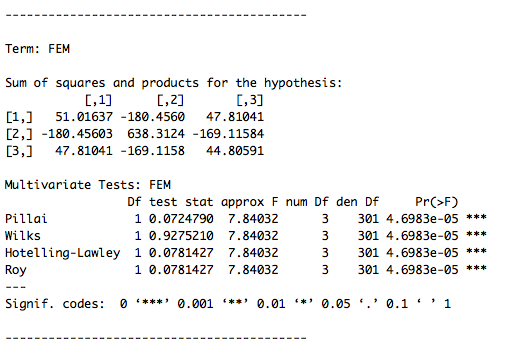 ------------------------------------------
Term: FEM
Sum of squares and products for the hypothesis:
           [,1]      [,2]       [,3]
[1,]   51.01637 -180.4560   47.81041
[2,] -180.45603  638.3124 -169.11584
[3,]   47.81041 -169.1158   44.80591
Multivariate Tests: FEM
                 Df test stat approx F num Df den Df     Pr(>F)
Pillai            1 0.0724790  7.84032      3    301 4.6983e-05 ***
Wilks             1 0.9275210  7.84032      3    301 4.6983e-05 ***
Hotelling-Lawley  1 0.0781427  7.84032      3    301 4.6983e-05 ***
Roy               1 0.0781427  7.84032      3    301 4.6983e-05 ***
---
Signif. codes:  0 ‘***’ 0.001 ‘**’ 0.01 ‘*’ 0.05 ‘.’ 0.1 ‘ ’ 1
------------------------------------------